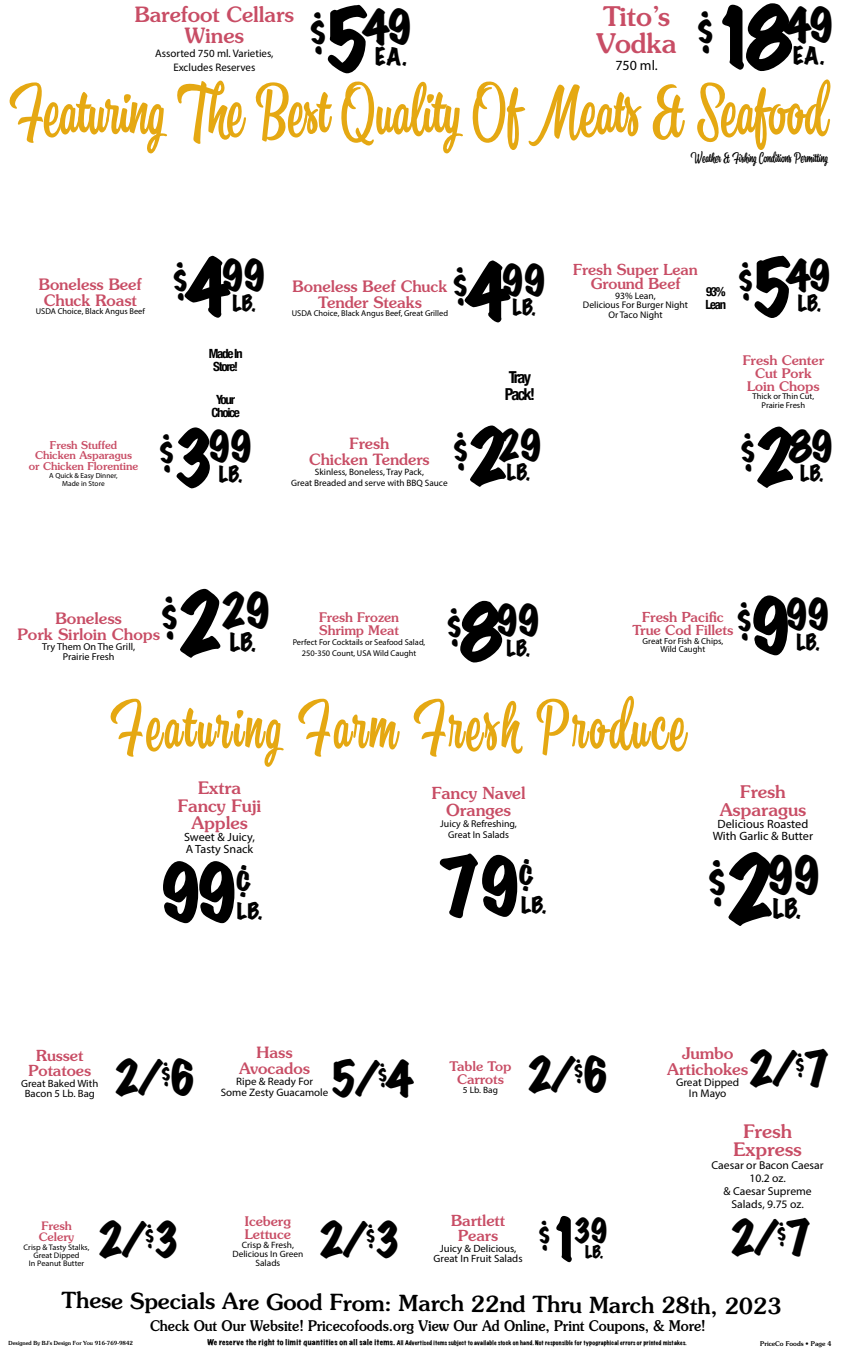 Barefoot Cellars
Wines
Assorted 750 ml. Varieties,
Excludes Reserves
$5.49 EA.
Tito's
Vodka
750 ml.
$18.49 EA.
Featuring The Best Quality Of Meats & Seafood
Weather & Fishing Conditions Permitting
Boneless Beef
Chuck Roast
USDA Choice, Black Angus Beef
$4.99 LB.
Boneless Beef Chuck
Tender Steaks
USDA Choice, Black Angus Beef, Great Grilled
$4.99 LB.
Fresh Super Lean
Ground Beef
93% Lean,
Delicious For Burger Night
Or Taco Night
93%
Lean
$5.49 LB.
Made In
Store!
Your
Choice
Fresh Stuffed
Chicken Asparagus
or Chicken Florentine
A Quick & Easy Dinner,
Made in Store
$3.99 LB.
Tray
Pack!
Fresh
Chicken Tenders
Skinless, Boneless, Tray Pack,
Great Breaded and serve with BBQ Sauce
$2.29 LB.
Fresh Center
Cut Pork
Loin Chops
Thick or Thin Cut,
Prairie Fresh
$2.89 LB.
Boneless
Pork Sirloin Chops
Try Them On The Grill,
Prairie Fresh
$2.29 LB.
Fresh Frozen
Shrimp Meat
Perfect For Cocktails or Seafood Salad,
250-350 Count, USA Wild Caught
$8.99 LB.
Fresh Pacific
True Cod Fillets
Great For Fish & Chips,
Wild Caught
$9.99 LB.
Featuring Farm Fresh Produce
Extra
Fancy Fuji
Apples
Sweet & Juicy,
A Tasty Snack
99¢ LB.
Fancy Navel
Oranges
Juicy & Refreshing,
Great In Salads
79¢ LB.
Fresh
Asparagus
Delicious Roasted
With Garlic & Butter
$2.99 LB.
Russet
Potatoes
Great Baked With
Bacon 5 Lb. Bag
2/$6
Hass
Avocados
Ripe & Ready For
Some Zesty Guacamole
5/$4
Table Top
Carrots
5 Lb. Bag
2/$6
Jumbo
Artichokes
Great Dipped
In Mayo
2/$7
Fresh
Celery
Crisp & Tasty Stalks,
Great Dipped
In Peanut Butter
2/$3
Iceberg
Lettuce
Crisp & Fresh,
Delicious In Green
Salads
2/$3
Bartlett
Pears
Juicy & Delicious,
Great In Fruit Salads
$1.39 LB.
Fresh
Express
Caesar or Bacon Caesar
10.2 oz.
& Caesar Supreme
Salads, 9.75 oz.
2/$7
These Specials Are Good From: March 22nd Thru March 28th, 2023
Check Out Our Website! Pricecofoods.org View Our Ad Online, Print Coupons, & More!
Designed By BJ's Design For You 916-769-9842
We reserve the right to limit quantities on all sale items. All Advertised items subject to available stock on hand. Not responsible for typographical errors or printed mistakes.
PriceCo Foods • Page 4